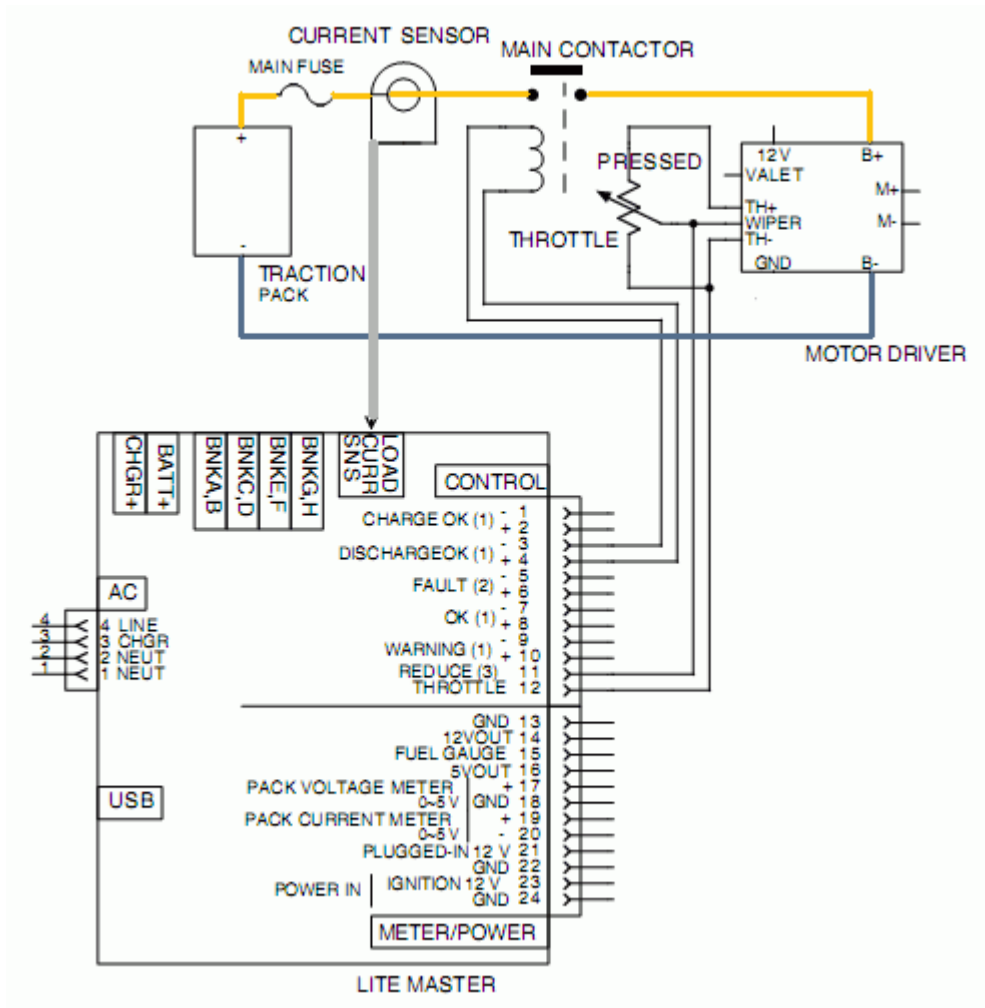 CURRENT SENSOR
MAIN CONTACTOR
MAIN FUSE
+
-
TRACTION
PACK
PRESSED
THROTTLE
12V
B+
VALET
M+
TH+
WIPER
M-
TH-
GND
B-
MOTOR DRIVER
CHGR+
BATT+
BNKA,B
BNKC,D
BNKE,F
BNKG,H
LOAD
CURR
SNS
CONTROL
CHARGE OK (1) - 1
+ 2
DISCHARGEOK (1) - 3
+ 4
FAULT (2) - 5
+ 6
OK (1) - 7
+ 8
WARNING (1) - 9
+ 10
REDUCE (3) 11
THROTTLE 12
AC
4 4 LINE
3 3 CHGR
2 2 NEUT
1 1 NEUT
GND 13
12VOUT 14
FUEL GAUGE 15
5VOUT 16
PACK VOLTAGE METER + 17
0~5 V GND 18
PACK CURRENT METER + 19
0~5 V - 20
PLUGGED-IN 12 V 21
GND 22
POWER IN IGNITION 12 V 23
GND 24
USB
METER/POWER
LITE MASTER